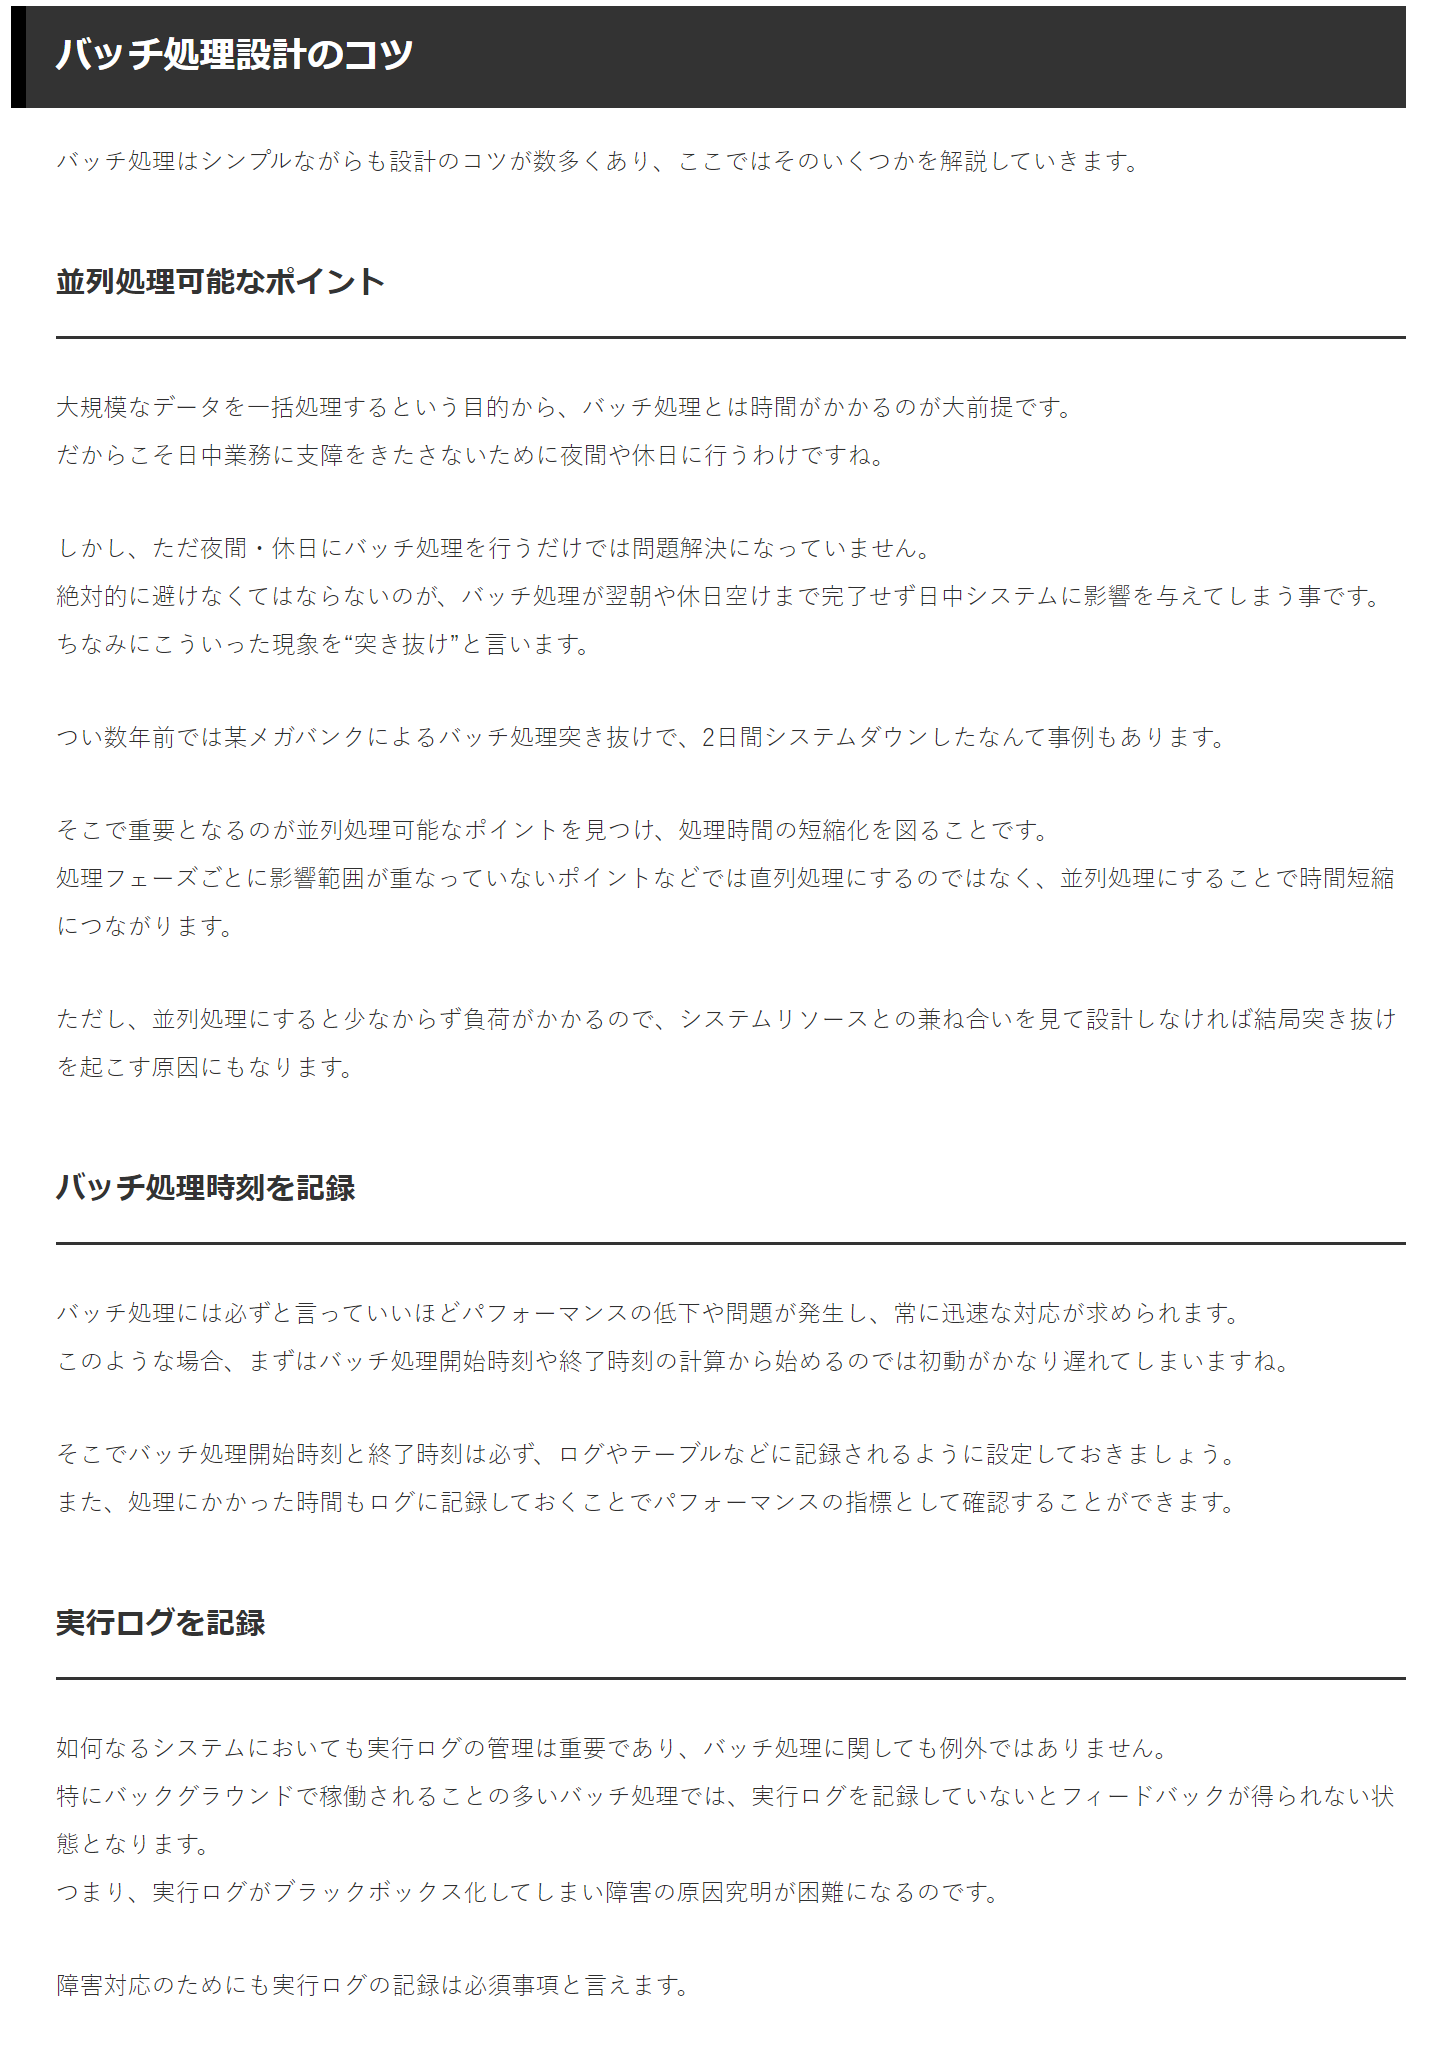 バッチ処理設計のコツ
バッチ処理はシンプルながらも設計のコツが数多くあり、ここではそのいくつかを解説していきます。
並列処理可能なポイント
大規模なデータを一括処理するという目的から、バッチ処理とは時間がかかるのが大前提です。
だからこそ日中業務に支障をきたさないために夜間や休日に行うわけですね。
しかし、ただ夜間・休日にバッチ処理を行うだけでは問題解決になっていません。
絶対的に避けなくてはならないのが、バッチ処理が翌朝や休日空けまで完了せず日中システムに影響を与えてしまう事です。
ちなみにこういった現象を“突き抜け”と言います。
つい数年前では某メガバンクによるバッチ処理突き抜けで、2日間システムダウンしたなんて事例もあります。
そこで重要となるのが並列処理可能なポイントを見つけ、処理時間の短縮化を図ることです。
処理フェーズごとに影響範囲が重なっていないポイントなどでは直列処理にするのではなく、並列処理にすることで時間短縮
につながります。
ただし、並列処理にすると少なからず負荷がかかるので、システムリソースとの兼ね合いを見て設計しなければ結局突き抜け
を起こす原因にもなります。
バッチ処理時刻を記録
バッチ処理には必ずと言っていいほどパフォーマンスの低下や問題が発生し、常に迅速な対応が求められます。
このような場合、まずはバッチ処理開始時刻や終了時刻の計算から始めるのでは初動がかなり遅れてしまいますね。
そこでバッチ処理開始時刻と終了時刻は必ず、ログやテーブルなどに記録されるように設定しておきましょう。
また、処理にかかった時間もログに記録しておくことでパフォーマンスの指標として確認することができます。
実行ログを記録
如何なるシステムにおいても実行ログの管理は重要であり、バッチ処理に関しても例外ではありません。
特にバックグラウンドで稼働されることの多いバッチ処理では、実行ログを記録していないとフィードバックが得られない状
態となります。
つまり、実行ログがブラックボックス化してしまい障害の原因究明が困難になるのです。
障害対応のためにも実行ログの記録は必須事項と言えます。